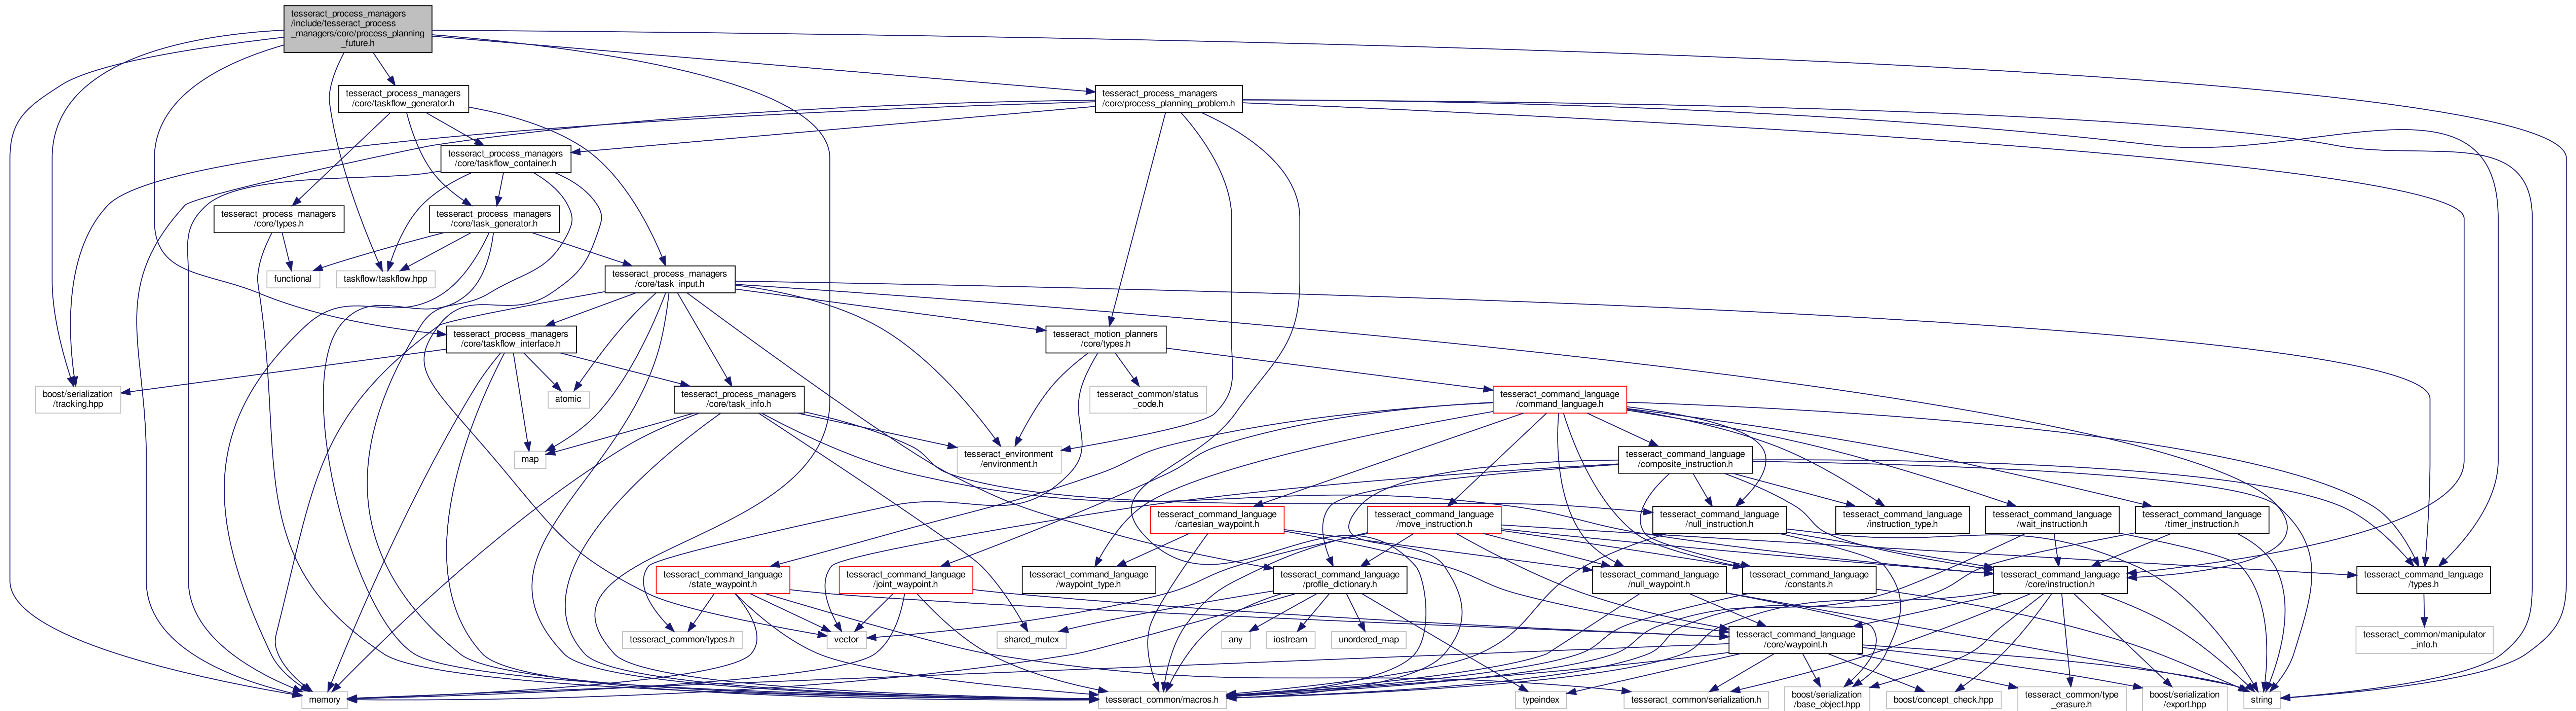 tesseract_process_managers
/include/tesseract_process
_managers/core/process_planning
_future.h
tesseract_process_managers
/core/taskflow_generator.h
tesseract_process_managers
/core/process_planning_problem.h
tesseract_process_managers
/core/taskflow_container.h
tesseract_process_managers
/core/types.h
tesseract_process_managers
/core/task_generator.h
functional
taskflow/taskflow.hpp
tesseract_process_managers
/core/task_input.h
tesseract_process_managers
/core/taskflow_interface.h
tesseract_motion_planners
/core/types.h
boost/serialization
/tracking.hpp
atomic
tesseract_process_managers
/core/task_info.h
tesseract_common/status
_code.h
tesseract_command_language
/command_language.h
map
tesseract_environment
/environment.h
tesseract_command_language
/composite_instruction.h
tesseract_command_language
/cartesian_waypoint.h
tesseract_command_language
/move_instruction.h
tesseract_command_language
/null_instruction.h
tesseract_command_language
/instruction_type.h
tesseract_command_language
/wait_instruction.h
tesseract_command_language
/timer_instruction.h
tesseract_command_language
/state_waypoint.h
tesseract_command_language
/joint_waypoint.h
tesseract_command_language
/waypoint_type.h
tesseract_command_language
/profile_dictionary.h
tesseract_command_language
/null_waypoint.h
tesseract_command_language
/constants.h
tesseract_command_language
/core/instruction.h
tesseract_command_language
/types.h
tesseract_common/types.h
vector
shared_mutex
any
iostream
unordered_map
tesseract_command_language
/core/waypoint.h
tesseract_common/manipulator
_info.h
memory
tesseract_common/macros.h
typeindex
tesseract_common/serialization.h
boost/serialization
/base_object.hpp
boost/concept_check.hpp
tesseract_common/type
_erasure.h
boost/serialization
/export.hpp
string